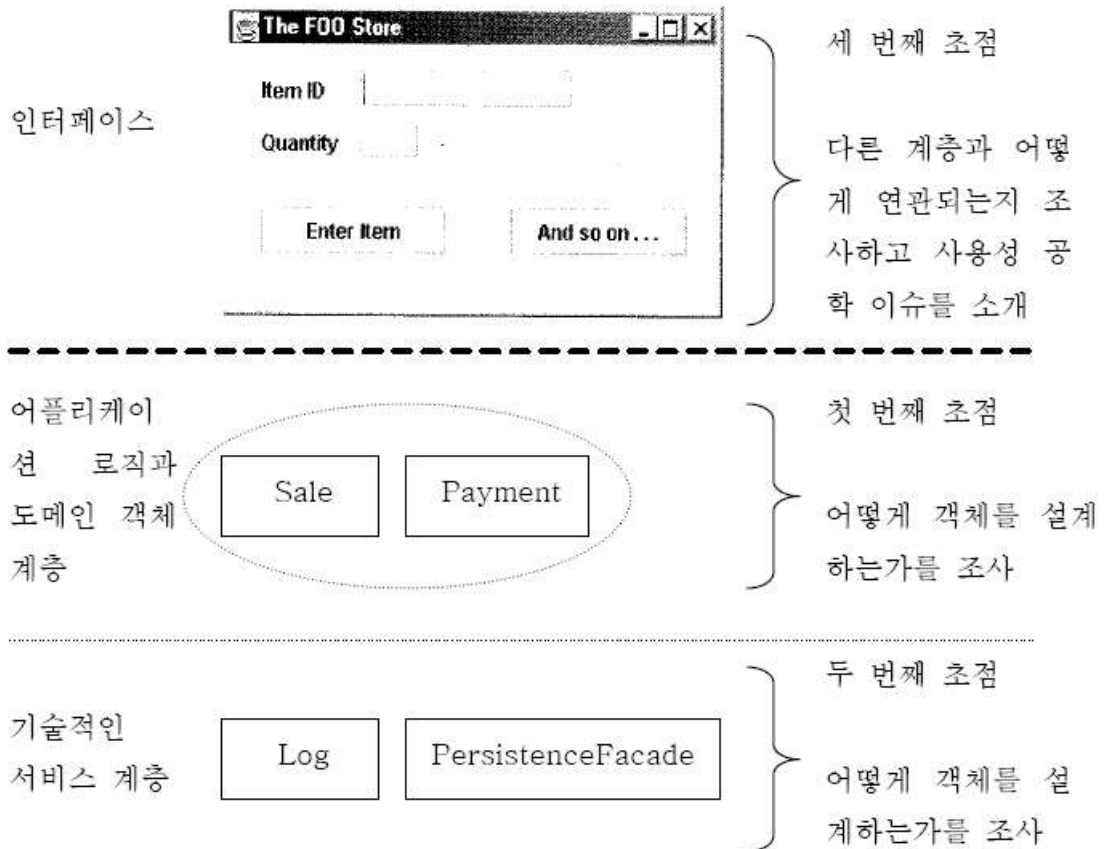 The FOO Store
인터페이스
Item ID
Quantity
Enter Item
And so on ...
세 번째 초점
다른 계층과 어떻
게 연관되는지 조
사하고 사용성 공
학 이슈를 소개
어플리케이
션 로직과
도메인 객체
계층
Sale
Payment
첫 번째 초점
어떻게 객체를 설계
하는가를 조사
기술적인
서비스 계층
Log
PersistenceFacade
두 번째 초점
어떻게 객체를 설
계하는가를 조사